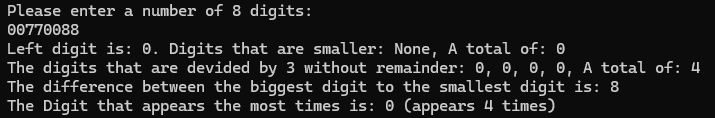 Please enter a number of 8 digits:
00770088
Left digit is: 0. Digits that are smaller: None, A total of: 0
The digits that are devided by 3 without remainder: 0, 0, 0, 0, A total of: 4
The difference between the biggest digit to the smallest digit is: 8
The Digit that appears the most times is: 0 (appears 4 times)